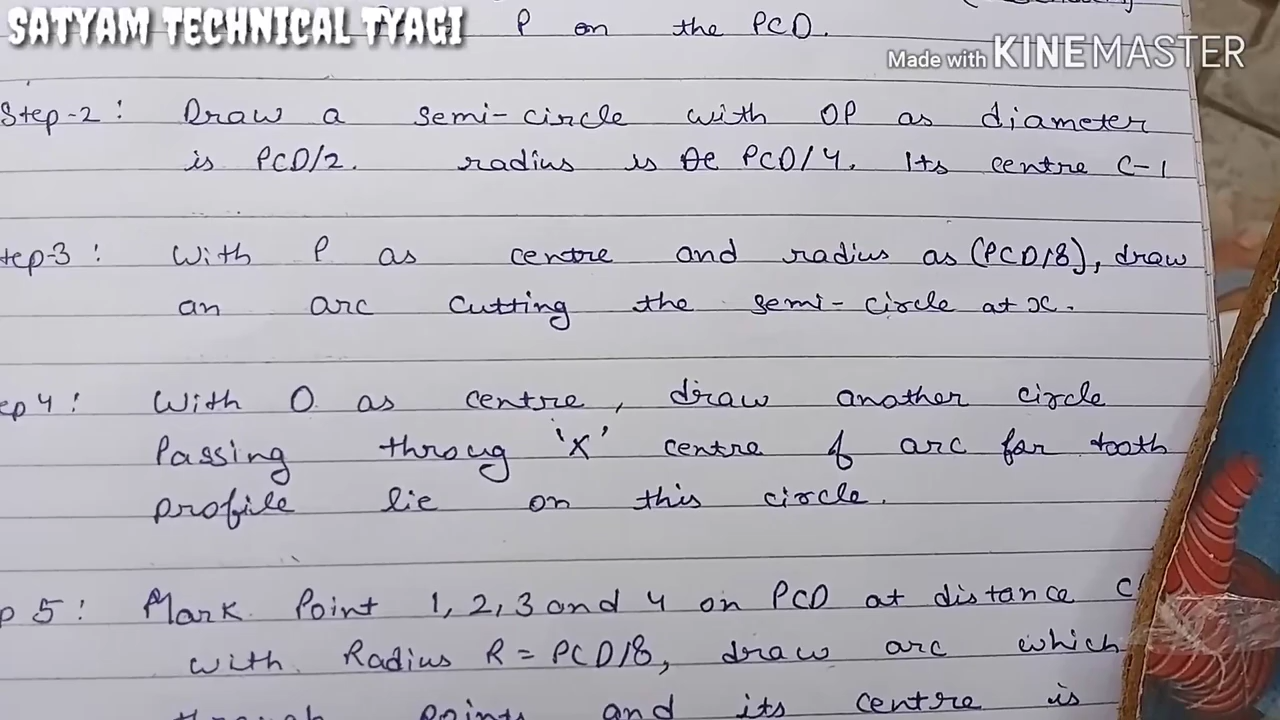 SATYAM TECHNICAL TYAGI
P on the PCD.
Made with KINEMASTER
Step-2: Draw a semi-circle with OP as diameter
is PCD/2. radius is PCD/4. Its centre C-1
tep-3: With P as centre and radius as (PCD/8), draw
an arc cutting the semi-circle at x.
ep 4: With O as centre, draw another circle
Passing throug 'X' centre of arc for tooth
profile lie on this circle.
p 5: Mark Point 1, 2, 3 and 4 on PCD at distance
with Radius R = PCD/8, draw arc which
points and its centre is